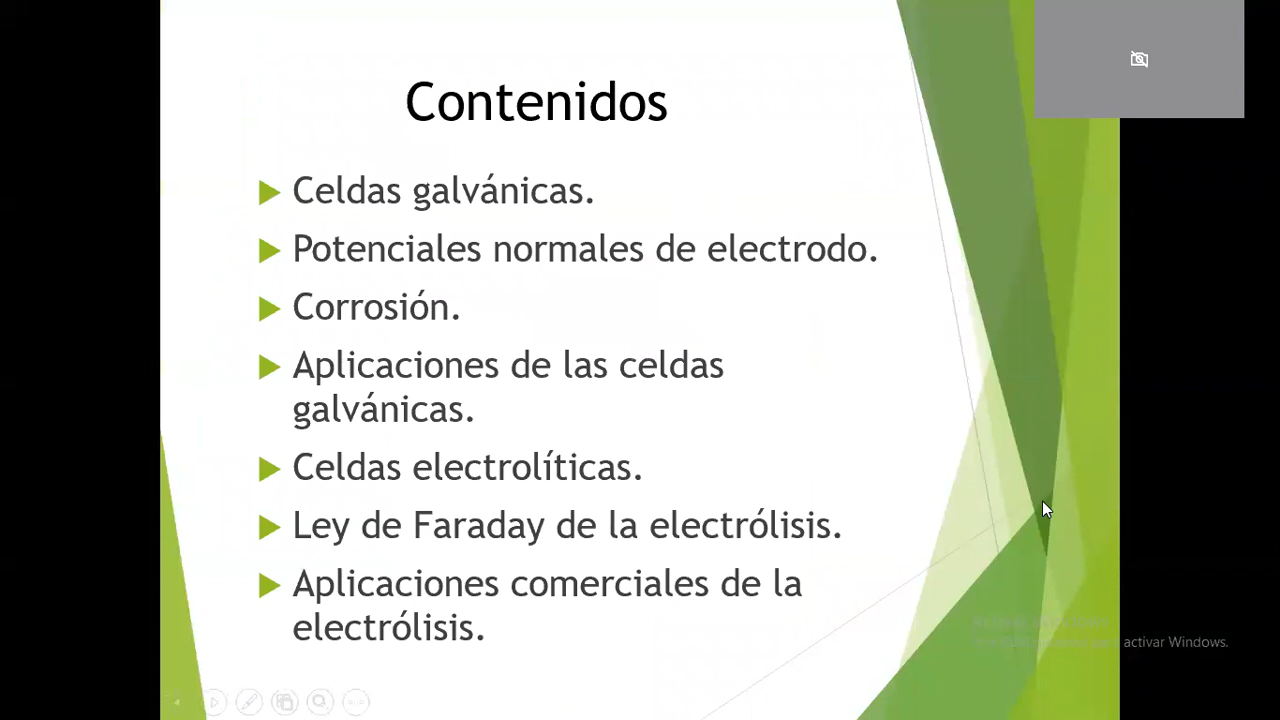 Contenidos
Celdas galvánicas.
Potenciales normales de electrodo.
Corrosión.
Aplicaciones de las celdas
galvánicas.
Celdas electrolíticas.
Ley de Faraday de la electrólisis.
Aplicaciones comerciales de la
electrólisis.
activar Windows.